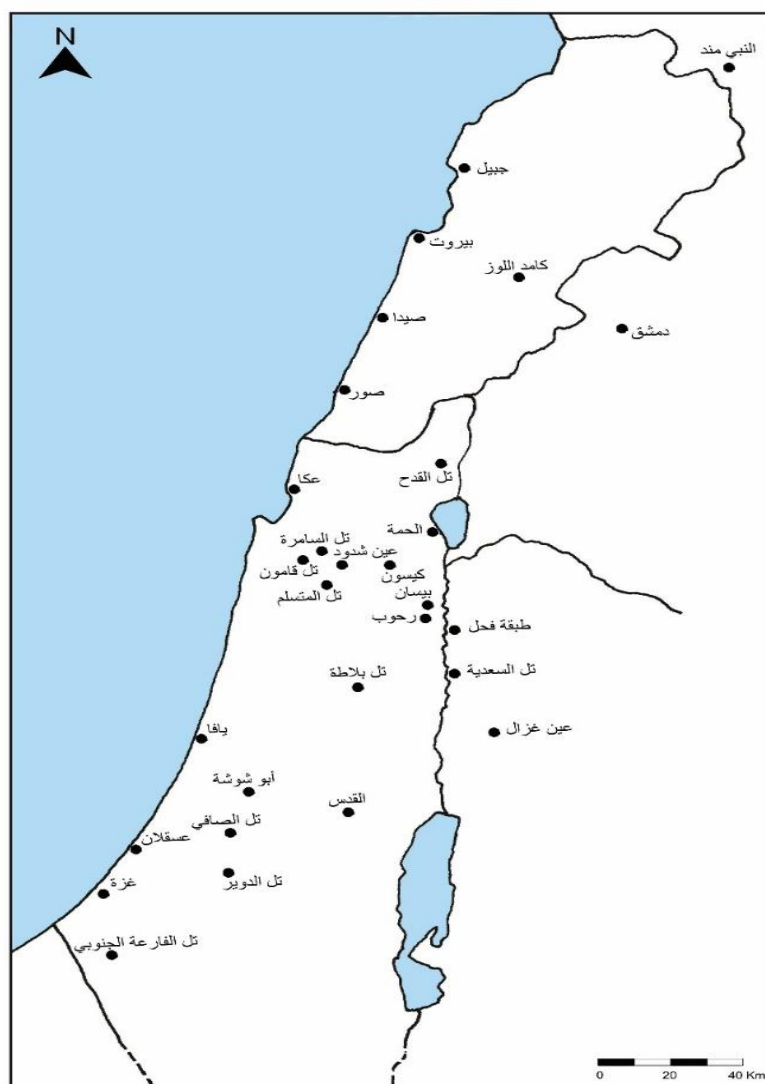 N
النبي مند
جبيل
بيروت
كامد اللوز
صيدا
دمشق
صور
تل القدح
عكا
الحمة
تل السامرة
عين شدود
تل قامون
كيسون
تل المتسلم
بيسان
رحوب
طبقة فحل
تل السعدية
تل بلاطة
عين غزال
يافا
أبو شوشة
القدس
تل الصافي
عسقلان
تل الدوير
غزة
تل الفارعة الجنوبي
0 20 40 Km